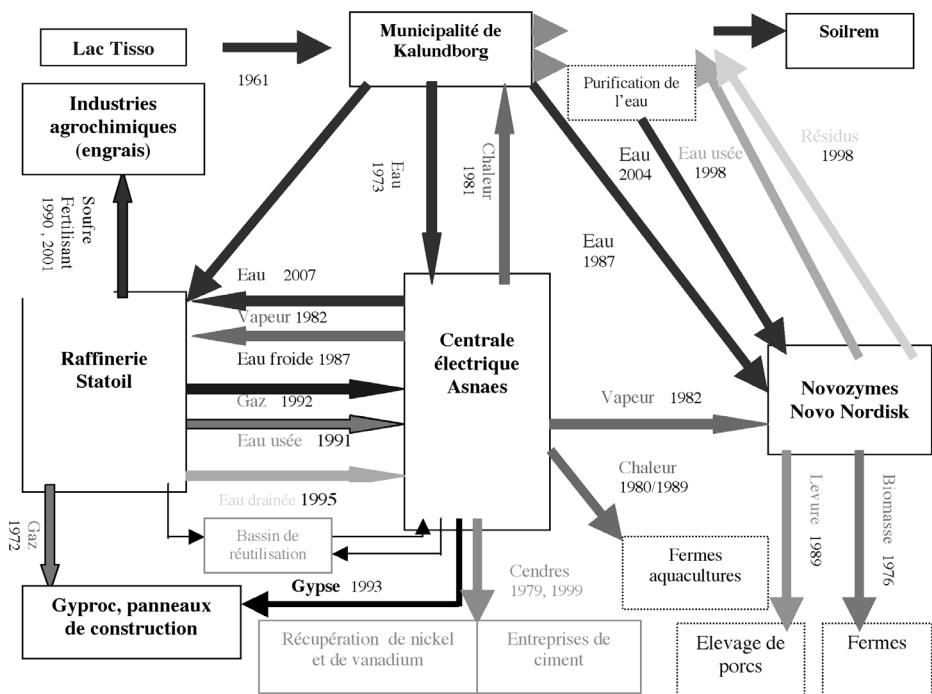 Municipalité de
Kalundborg
Lac Tisso
Soilrem
1961
Purification de
l'eau
Industries
agrochimiques
(engrais)
Eau
1973
Chaleur
1981
Eau
2004
Eau usée
1998
Résidus
1998
Soufre
Fertilisant
1990 , 2001
Eau
1987
Eau 2007
Vapeur 1982
Raffinerie
Statoil
Eau froide 1987
Centrale
électrique
Asnaes
Gaz 1992
Vapeur 1982
Novozymes
Novo Nordisk
Eau usée 1991
Chaleur
1980/1989
Levure 1989
Biomasse 1976
Eau drainée 1995
Gaz
1972
Bassin de
réutilisation
Fermes
aquacultures
Gypse 1993
Cendres
1979, 1999
Gyproc, panneaux
de construction
Récupération de nickel
et de vanadium
Entreprises de
ciment
Elevage de
porcs
Fermes